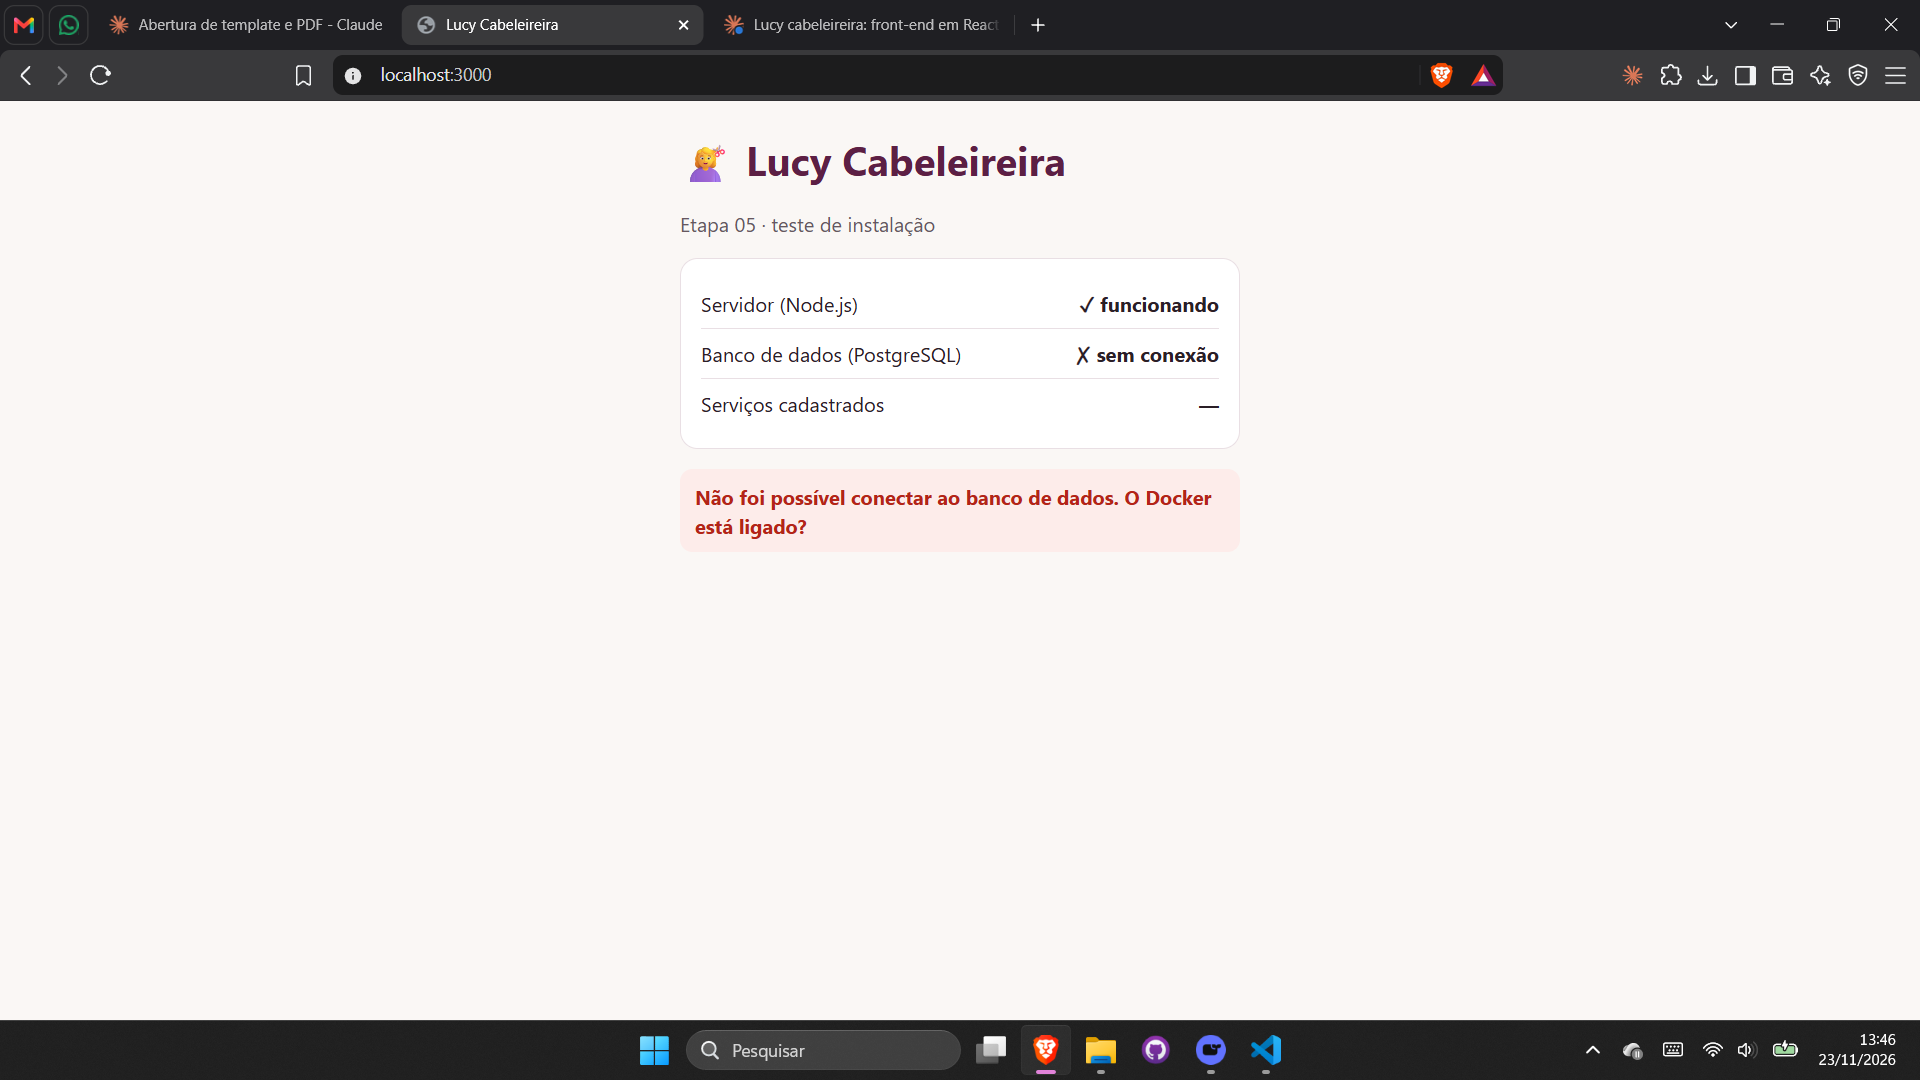 Abertura de template e PDF - Claude
Lucy Cabeleireira
Lucy cabeleireira: front-end em React
localhost:3000
Lucy Cabeleireira
Etapa 05 · teste de instalação
Servidor (Node.js)
✓ funcionando
Banco de dados (PostgreSQL)
✗ sem conexão
Serviços cadastrados
—
Não foi possível conectar ao banco de dados. O Docker
está ligado?
Pesquisar
13:46
23/11/2026